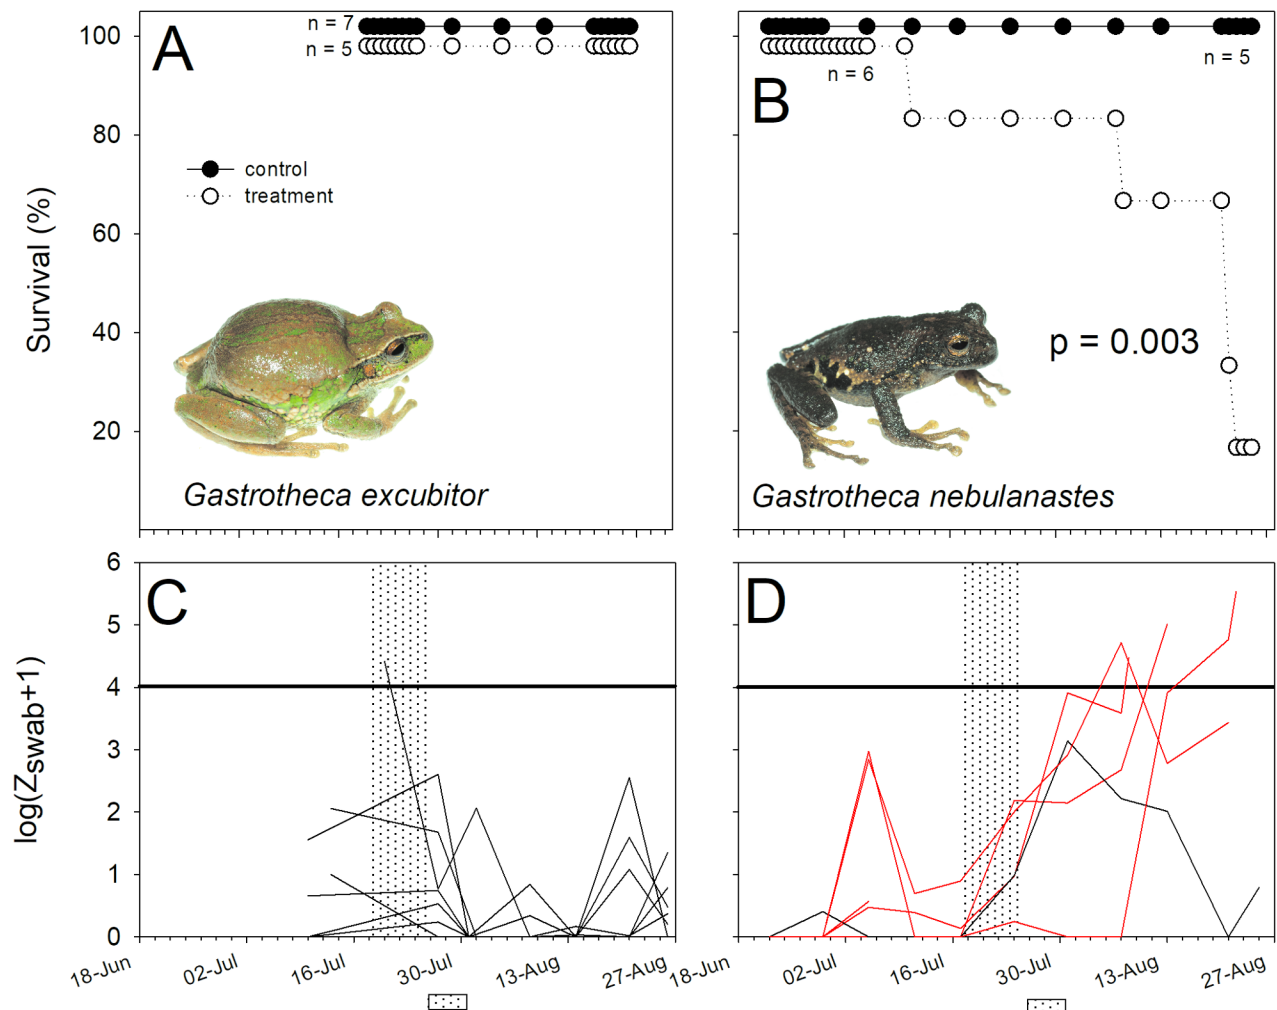 A
n = 7
n = 5
100
80
60
40
20
Survival (%)
control
treatment
Gastrotheca excubitor
B
n = 6
n = 5
p = 0.003
Gastrotheca nebulanastes
C
6
5
4
3
2
1
0
log(Zswab+1)
18-Jun
02-Jul
16-Jul
30-Jul
13-Aug
27-Aug
D
18-Jun
02-Jul
16-Jul
30-Jul
13-Aug
27-Aug